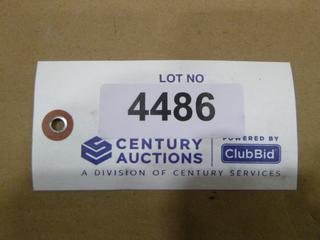 LOT NO
4486
CENTURY
AUCTIONS
POWERED BY
ClubBid
A DIVISION OF CENTURY SERVICES